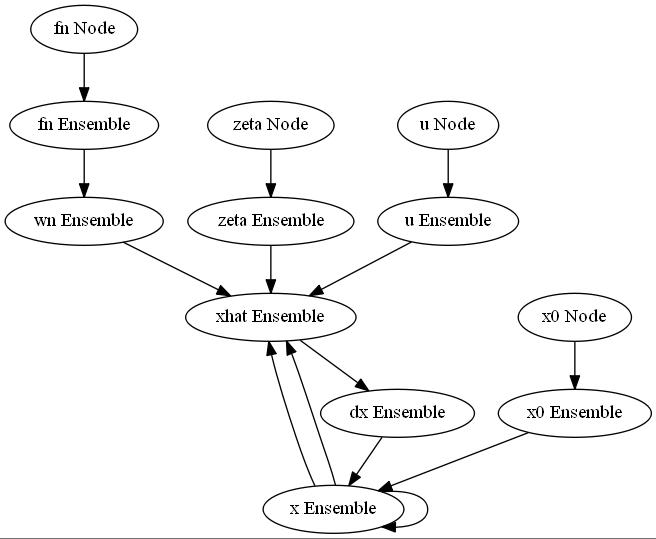 fn Node
fn Ensemble
zeta Node
u Node
wn Ensemble
zeta Ensemble
u Ensemble
xhat Ensemble
x0 Node
dx Ensemble
x0 Ensemble
x Ensemble